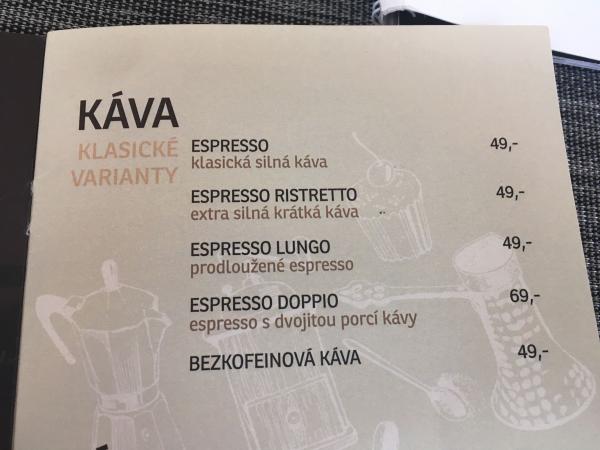 KÁVA
KLASICKÉ
VARIANTY
ESPRESSO 49,-
klasická silná káva
ESPRESSO RISTRETTO 49,-
extra silná krátká káva
ESPRESSO LUNGO 49,-
prodloužené espresso
ESPRESSO DOPPIO 69,-
espresso s dvojitou porcí kávy
BEZKOFEINOVÁ KÁVA 49,-